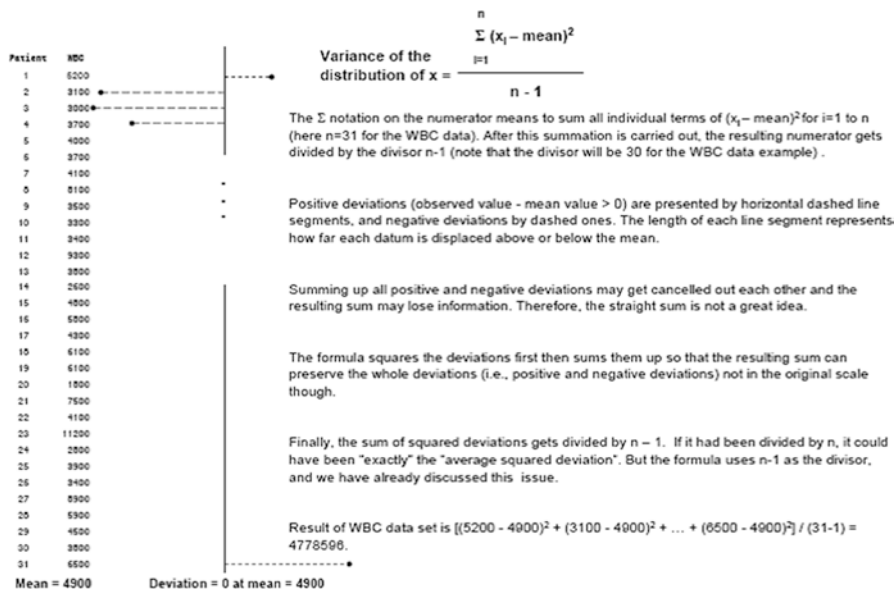 Patient WBC
1 5200
2 3100
3 3000
4 3700
5 4000
6 3700
7 4100
8 8100
9 3500
10 3300
11 3400
12 9300
13 3800
14 2600
15 4800
16 5800
17 4300
18 6100
19 6100
20 1800
21 7500
22 4100
23 11200
24 2800
25 3900
26 3400
27 8900
28 5900
29 4500
30 3800
31 6500
Mean = 4900 Deviation = 0 at mean = 4900
n
Σ (xᵢ – mean)²
i=1
Variance of the
distribution of x =
n - 1
The Σ notation on the numerator means to sum all individual terms of (xᵢ – mean)² for i=1 to n
(here n=31 for the WBC data). After this summation is carried out, the resulting numerator gets
divided by the divisor n-1 (note that the divisor will be 30 for the WBC data example) .
Positive deviations (observed value - mean value > 0) are presented by horizontal dashed line
segments, and negative deviations by dashed ones. The length of each line segment represents
how far each datum is displaced above or below the mean.
Summing up all positive and negative deviations may get cancelled out each other and the
resulting sum may lose information. Therefore, the straight sum is not a great idea.
The formula squares the deviations first then sums them up so that the resulting sum can
preserve the whole deviations (i.e., positive and negative deviations) not in the original scale
though.
Finally, the sum of squared deviations gets divided by n – 1. If it had been divided by n, it could
have been "exactly" the "average squared deviation". But the formula uses n-1 as the divisor,
and we have already discussed this issue.
Result of WBC data set is [(5200 - 4900)² + (3100 - 4900)² + … + (6500 - 4900)²] / (31-1) =
4778596.